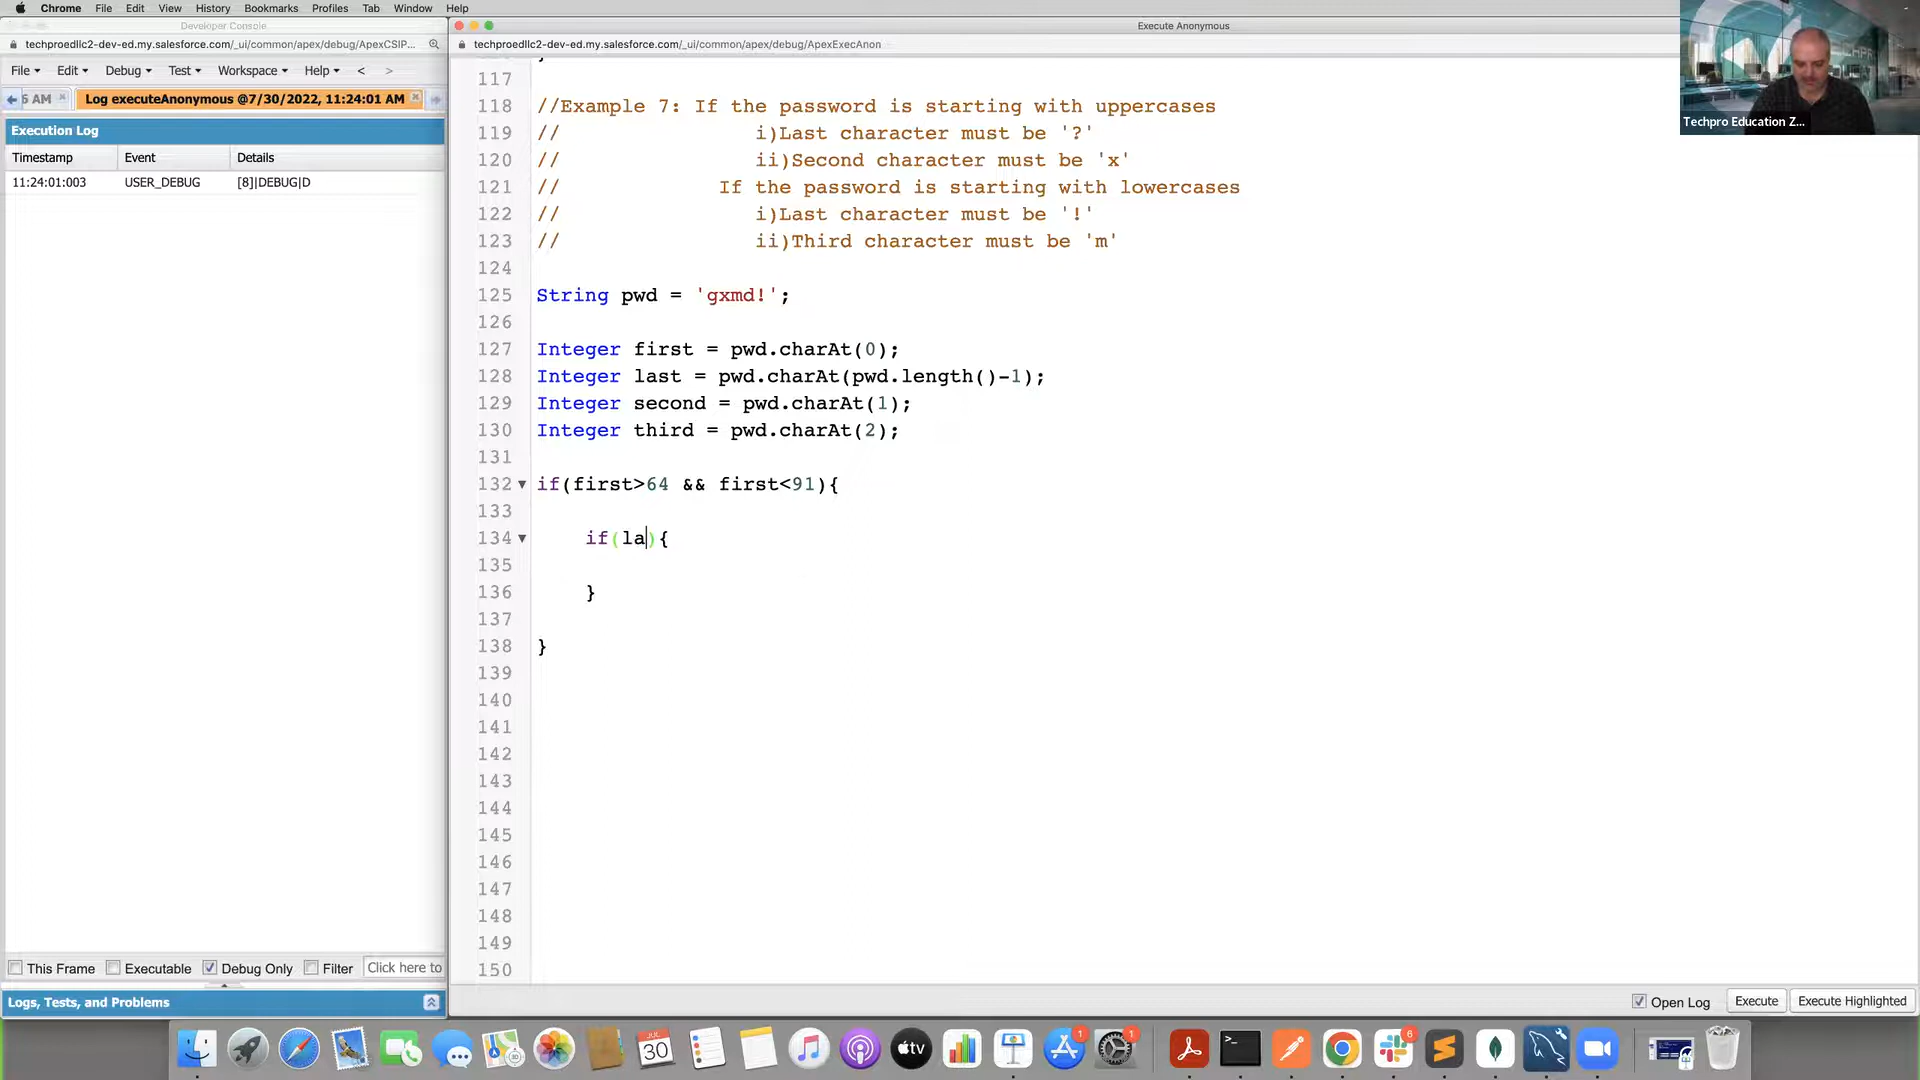 Chrome File Edit View History Bookmarks Profiles Tab Window Help
Developer Console
techproedllc2-dev-ed.my.salesforce.com/_ui/common/apex/debug/ApexCSIP...
File Edit Debug Test Workspace Help < >
5 AM Log executeAnonymous @7/30/2022, 11:24:01 AM
Execution Log
Timestamp Event Details
11:24:01:003 USER_DEBUG [8]|DEBUG|D
This Frame Executable Debug Only Filter Click here to
Logs, Tests, and Problems
Execute Anonymous
techproedllc2-dev-ed.my.salesforce.com/_ui/common/apex/debug/ApexExecAnon
117
118 //Example 7: If the password is starting with uppercases
119 // i)Last character must be '?'
120 // ii)Second character must be 'x'
121 // If the password is starting with lowercases
122 // i)Last character must be '!'
123 // ii)Third character must be 'm'
124
125 String pwd = 'gxmd!';
126
127 Integer first = pwd.charAt(0);
128 Integer last = pwd.charAt(pwd.length()-1);
129 Integer second = pwd.charAt(1);
130 Integer third = pwd.charAt(2);
131
132 if(first>64 && first<91){
133
134 if(la){
135
136 }
137
138 }
139
140
141
142
143
144
145
146
147
148
149
150
Open Log Execute Execute Highlighted
Techpro Education Z...
JUL
30
tv
1
1
6